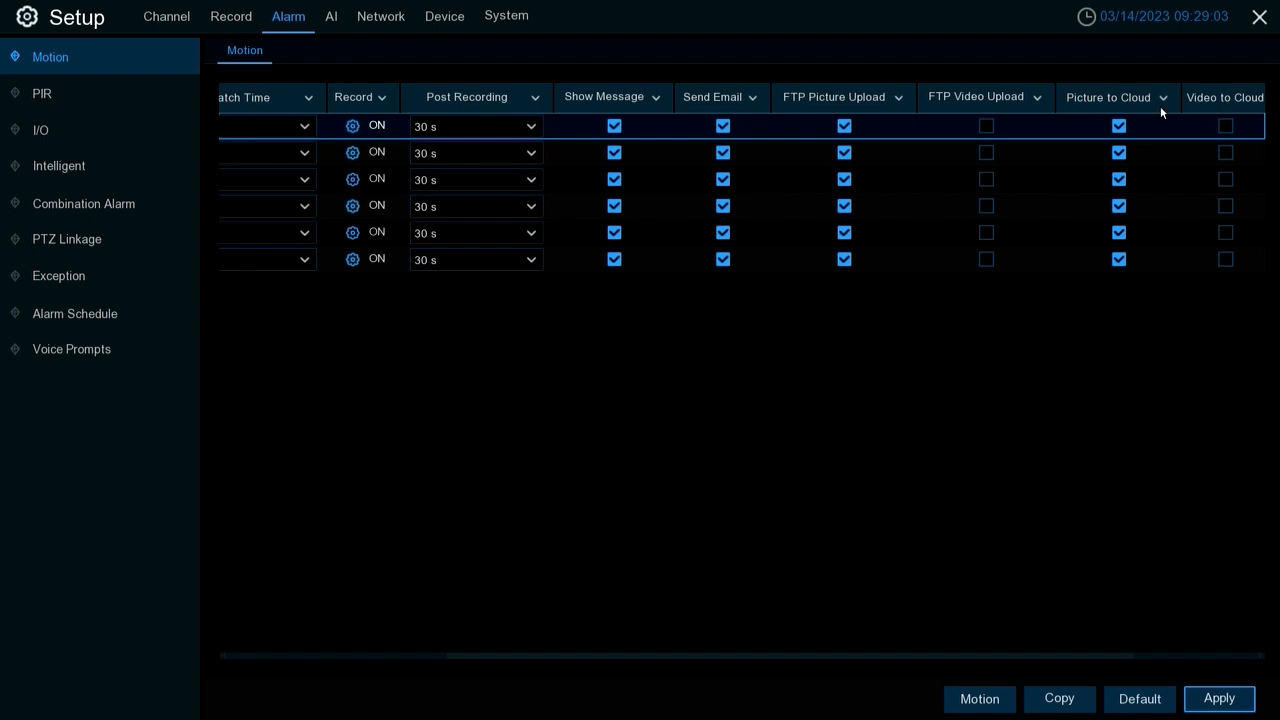 Setup Channel Record Alarm AI Network Device System 03/14/2023 09:29:03
Motion
PIR
I/O
Intelligent
Combination Alarm
PTZ Linkage
Exception
Alarm Schedule
Voice Prompts
Motion
atch Time Record Post Recording Show Message Send Email FTP Picture Upload FTP Video Upload Picture to Cloud Video to Cloud
ON 30 s
ON 30 s
ON 30 s
ON 30 s
ON 30 s
ON 30 s
Motion Copy Default Apply